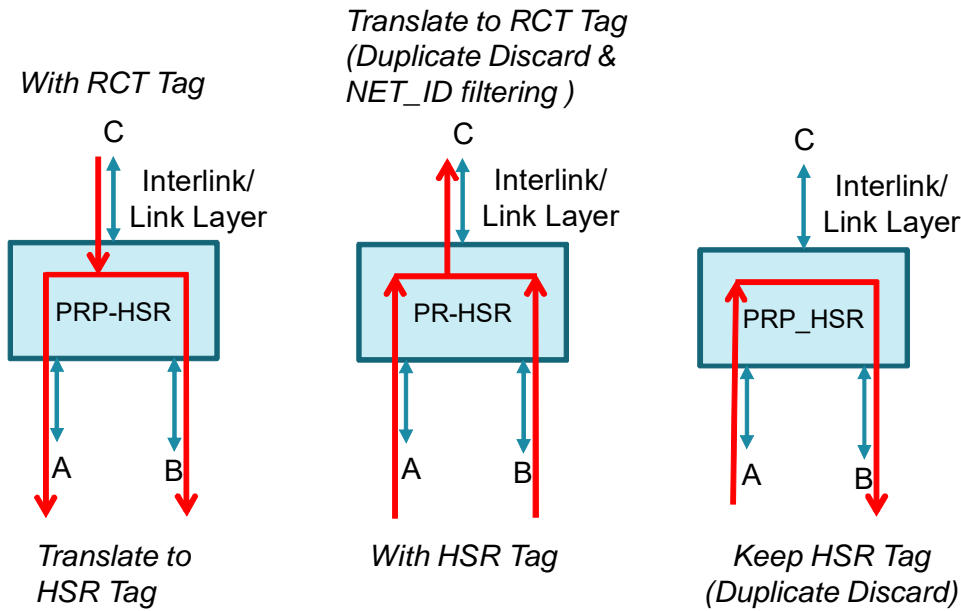 With RCT Tag
C
Interlink/
Link Layer
PRP-HSR
A
B
Translate to
HSR Tag
Translate to RCT Tag
(Duplicate Discard &
NET_ID filtering )
C
Interlink/
Link Layer
PR-HSR
A
B
With HSR Tag
C
Interlink/
Link Layer
PRP_HSR
A
B
Keep HSR Tag
(Duplicate Discard)